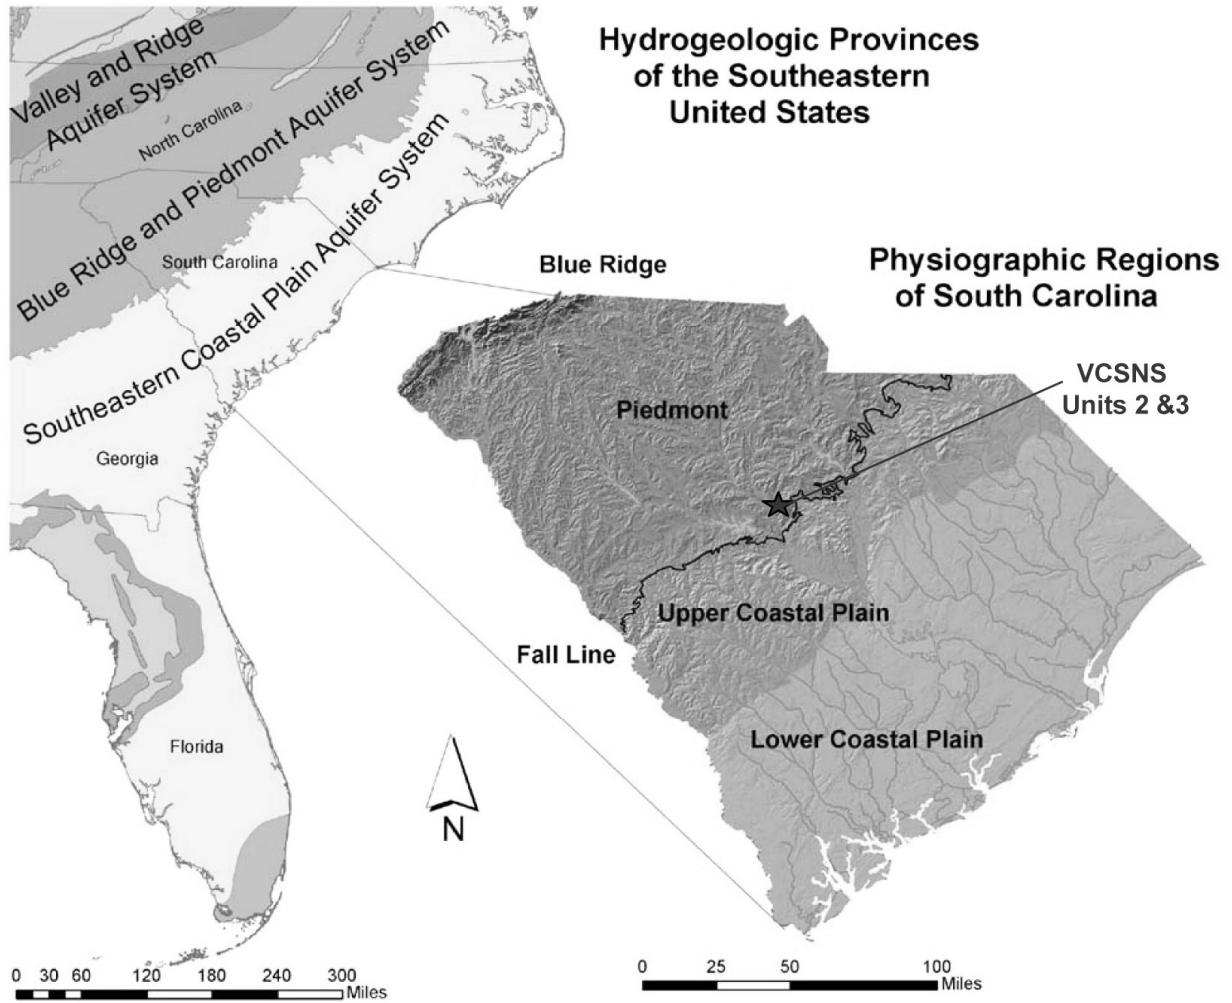 Hydrogeologic Provinces
of the Southeastern
United States
Valley and Ridge
Aquifer System
North Carolina
Blue Ridge and Piedmont Aquifer System
South Carolina
Southeastern Coastal Plain Aquifer System
Georgia
Florida
Physiographic Regions
of South Carolina
Blue Ridge
VCSNS
Units 2 &3
Piedmont
Upper Coastal Plain
Fall Line
Lower Coastal Plain
N
0 30 60 120 180 240 300
Miles
0 25 50 100
Miles